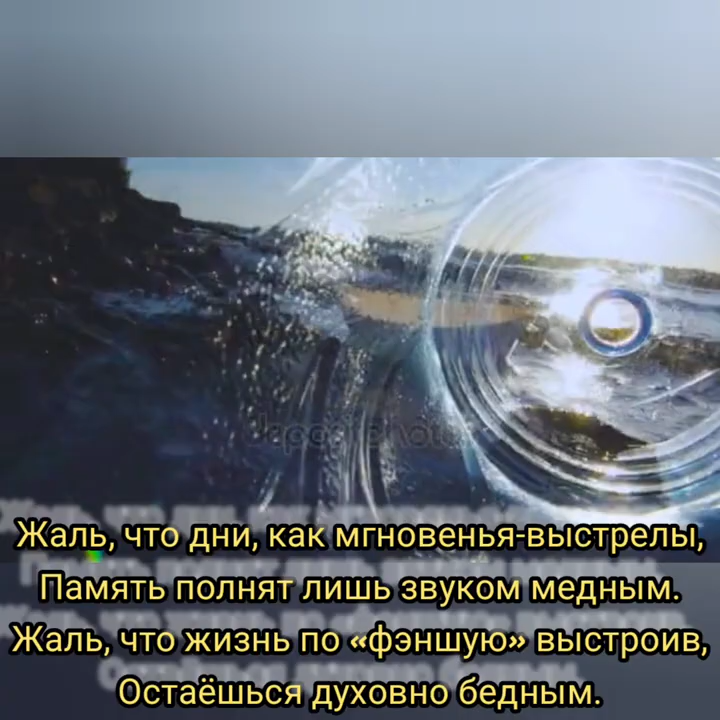 depositphotos
Жаль, что дни, как мгновенья-выстрелы,
Память полнят лишь звуком медным.
Жаль, что жизнь по «фэншую» выстроив,
Остаёшься духовно бедным.